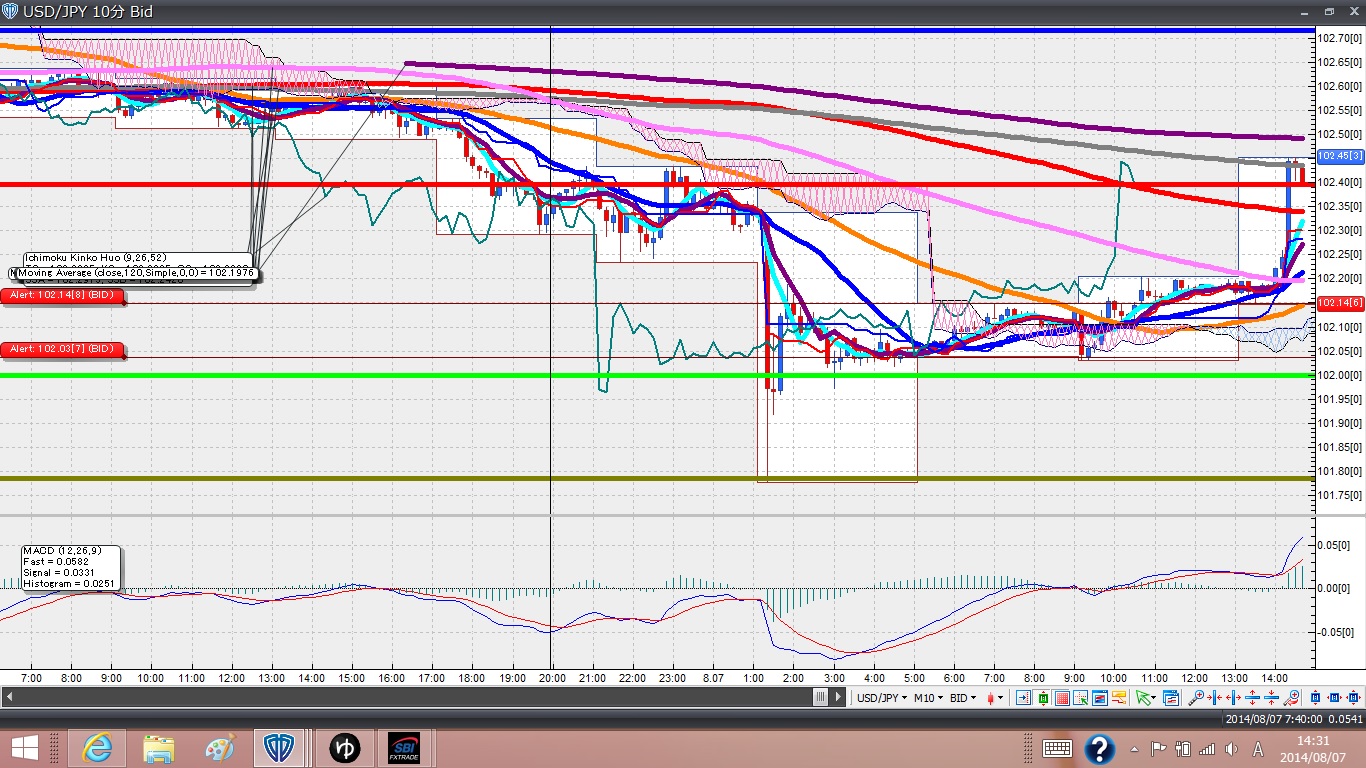 USD/JPY 10分 Bid
102.70[0]
102.65[0]
102.60[0]
102.55[0]
102.50[0]
102.45[3]
102.40[0]
102.35[0]
102.30[0]
102.25[0]
102.20[0]
102.14[6]
102.10[0]
102.05[0]
102.00[0]
101.95[0]
101.90[0]
101.85[0]
101.80[0]
101.75[0]
Ichimoku Kinko Huo (9,26,52)
Moving Average (close,120,Simple,0,0) = 102.1976
Alert: 102.14[8] (BID)
Alert: 102.03[7] (BID)
MACD (12,26,9)
Fast = 0.0582
Signal = 0.0331
Histogram = 0.0251
0.05[0]
0.00[0]
-0.05[0]
7:00 8:00 9:00 10:00 11:00 12:00 13:00 14:00 15:00 16:00 17:00 18:00 19:00 20:00 21:00 22:00 23:00 8.07 1:00 2:00 3:00 4:00 5:00 6:00 7:00 8:00 9:00 10:00 11:00 12:00 13:00 14:00
USD/JPY M10 BID
2014/08/07 7:40:00 0.0541
ゆ
SBI
FXTRADE
A
14:31
2014/08/07